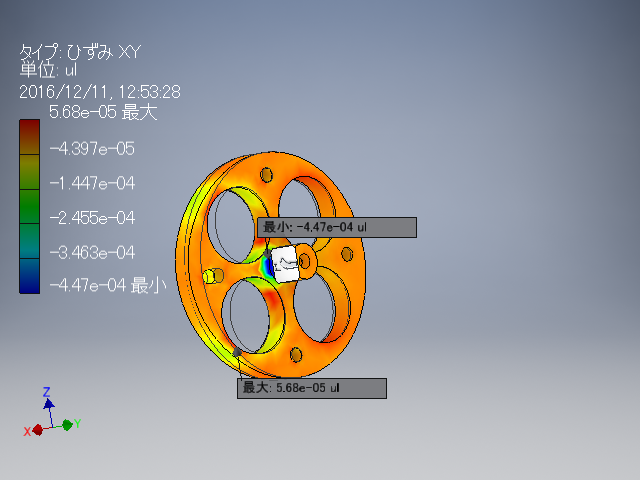 タイプ: ひずみ XY
単位: ul
2016/12/11, 12:53:28
5.68e-05 最大
-4.397e-05
-1.447e-04
-2.455e-04
-3.463e-04
-4.47e-04 最小
最小: -4.47e-04 ul
最大: 5.68e-05 ul
Z
Y
X